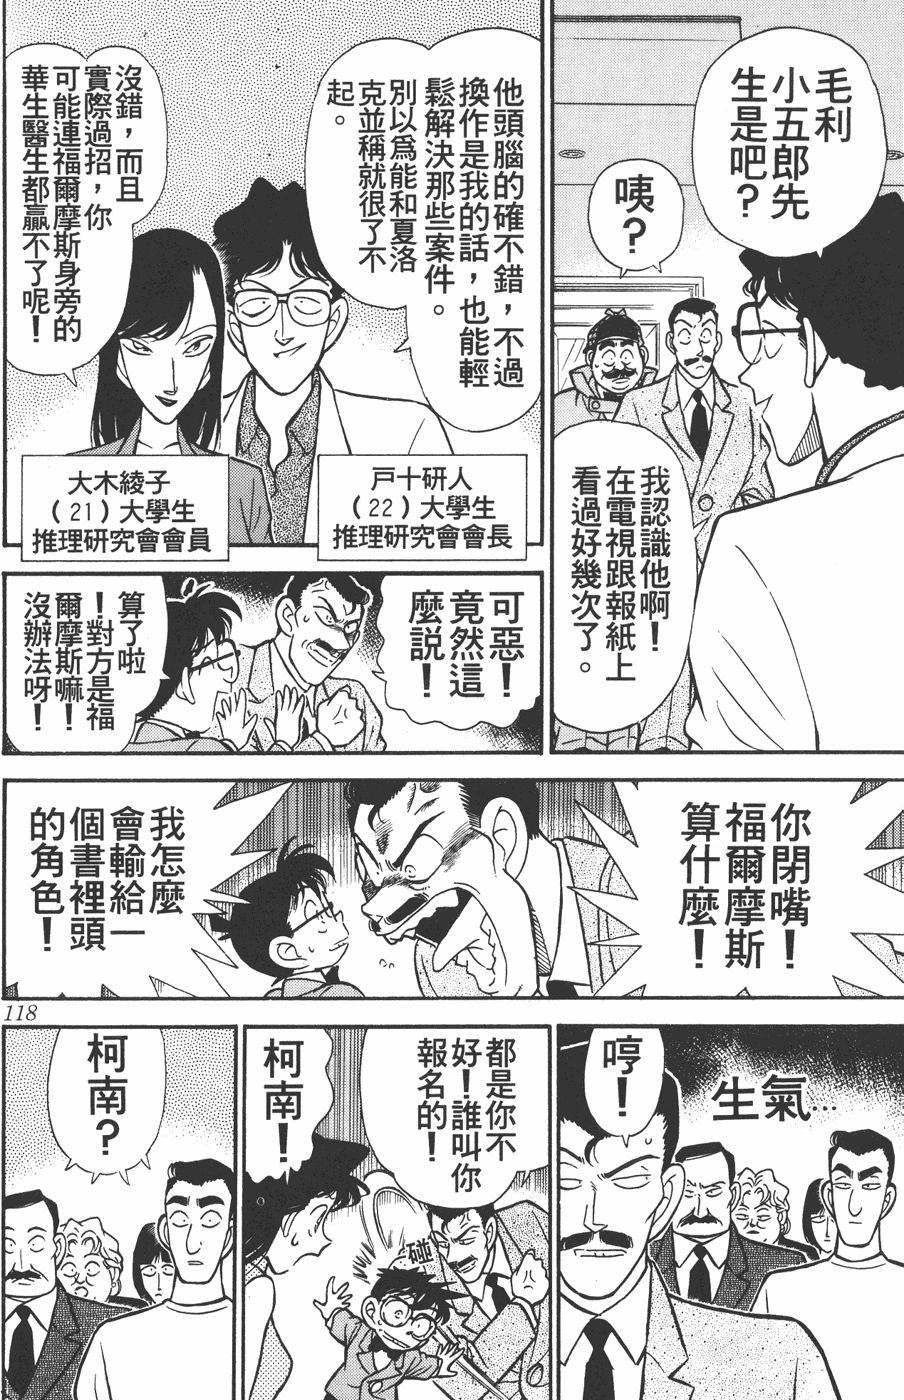 毛利
小五郎先
生是吧？
咦？
我認識他啊！
在電視跟報紙上
看過好幾次了。
他頭腦的確不錯，不過
換作是我的話，也能輕
鬆解決那些案件。
別以為能和夏洛
克並稱就很了不
起。
沒錯，而且
實際過招，你
可能連福爾摩斯身旁的
華生醫生都贏不了呢！
戸十研人
（22）大學生
推理研究會會長
大木綾子
（21）大學生
推理研究會會員
可惡！
竟然這
麼説！
算了啦
！對方是福
爾摩斯嘛！
沒辦法呀！
你閉嘴！
福爾摩斯
算什麼！
我怎麼
會輸給一
個書裡頭
的角色！
118
哼！
生氣…
都是你不
好！誰叫你
報名的！
碰
柯南！
柯南？